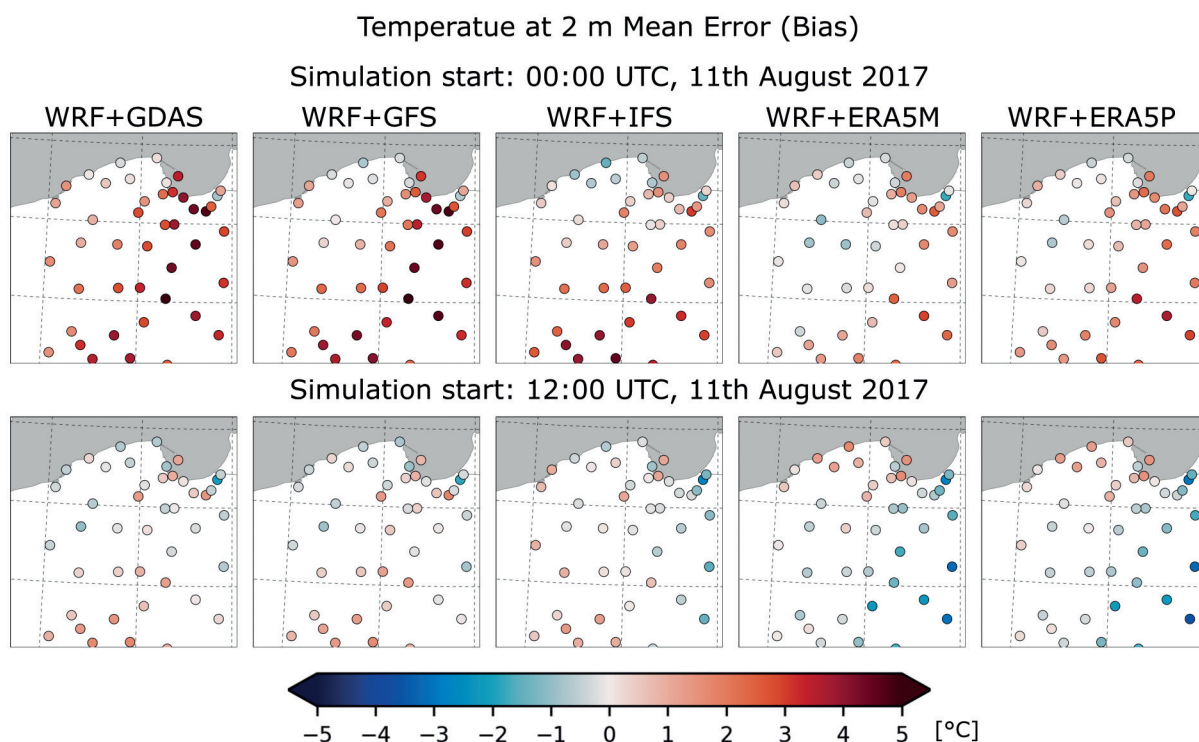 Temperatue at 2 m Mean Error (Bias)
Simulation start: 00:00 UTC, 11th August 2017
WRF+GDAS WRF+GFS WRF+IFS WRF+ERA5M WRF+ERA5P
Simulation start: 12:00 UTC, 11th August 2017
−5 −4 −3 −2 −1 0 1 2 3 4 5 [°C]